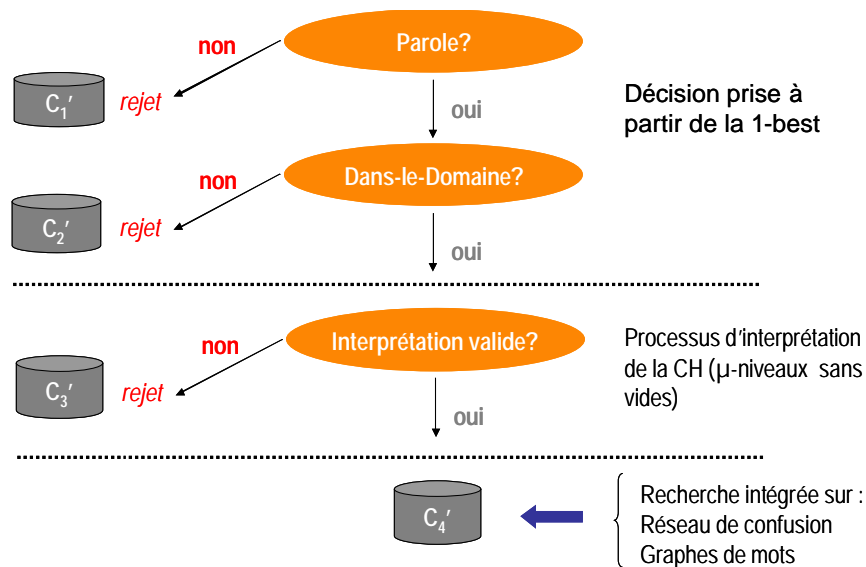 Parole?
non
C₁'
rejet
oui
Décision prise à
partir de la 1-best
Dans-le-Domaine?
non
C₂'
rejet
oui
Interprétation valide?
non
C₃'
rejet
oui
Processus d'interprétation
de la CH (µ-niveaux sans
vides)
C₄'
Recherche intégrée sur :
Réseau de confusion
Graphes de mots